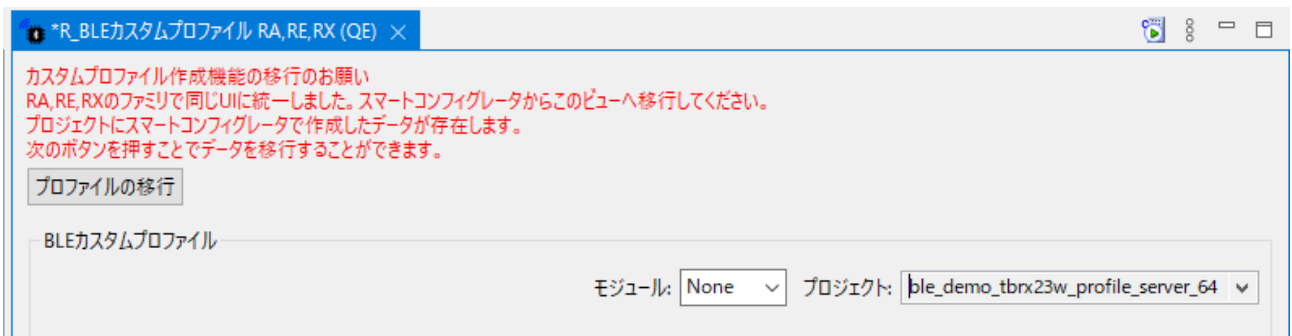 *R_BLEカスタムプロファイル RA,RE,RX (QE)
カスタムプロファイル作成機能の移行のお願い
RA,RE,RXのファミリで同じUIに統一しました。スマートコンフィグレータからこのビューへ移行してください。
プロジェクトにスマートコンフィグレータで作成したデータが存在します。
次のボタンを押すことでデータを移行することができます。
プロファイルの移行
BLEカスタムプロファイル
モジュール: None プロジェクト: ble_demo_tbrx23w_profile_server_64